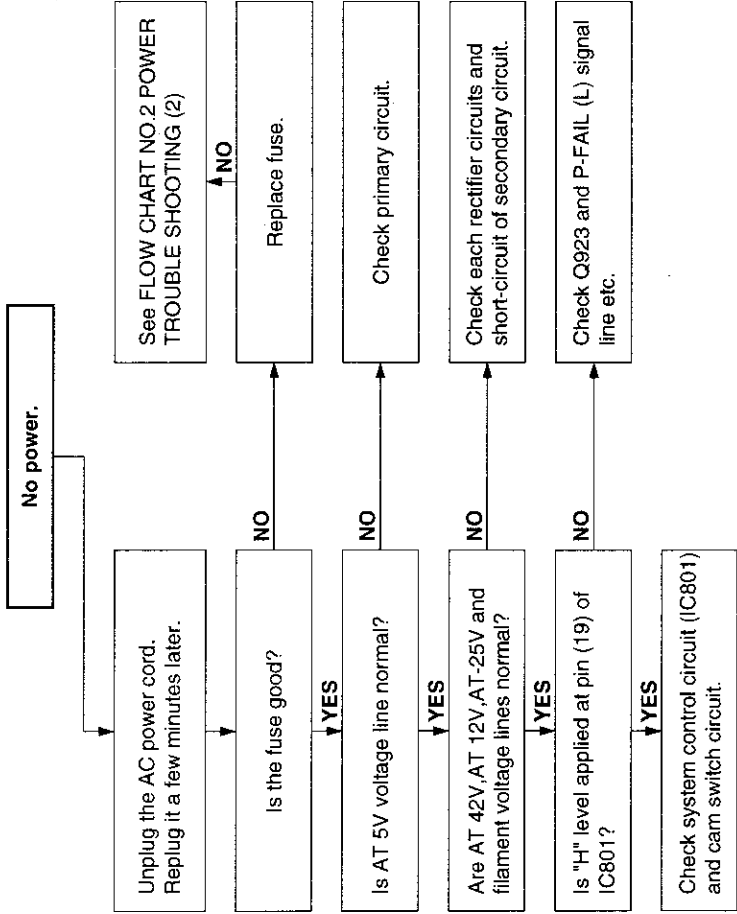 No power.
Unplug the AC power cord.
Replug it a few minutes later.
Is the fuse good?
NO
Replace fuse.
NO
See FLOW CHART NO.2 POWER
TROUBLE SHOOTING (2)
YES
Is AT 5V voltage line normal?
NO
Check primary circuit.
YES
Are AT 42V,AT 12V,AT-25V and
filament voltage lines normal?
NO
Check each rectifier circuits and
short-circuit of secondary circuit.
YES
Is "H" level applied at pin (19) of
IC801?
NO
Check Q923 and P-FAIL (L) signal
line etc.
YES
Check system control circuit (IC801)
and cam switch circuit.